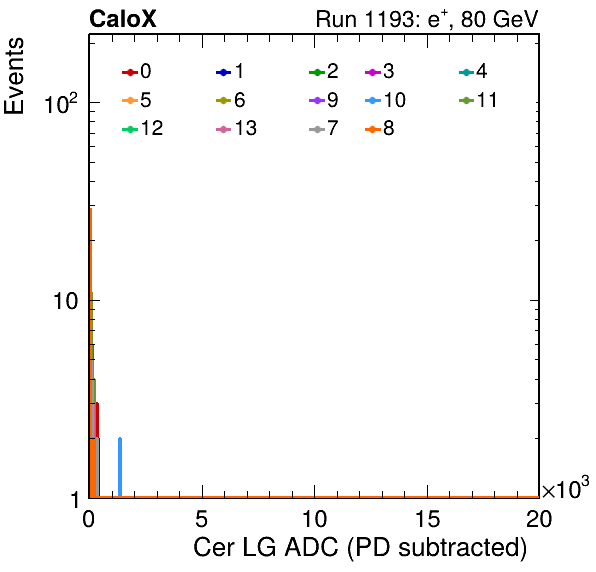 CaloX Run 1193: e⁺, 80 GeV
Events
0 1 2 3 4
5 6 9 10 11
12 13 7 8
10²
10
1
0 5 10 15 20
×10³
Cer LG ADC (PD subtracted)